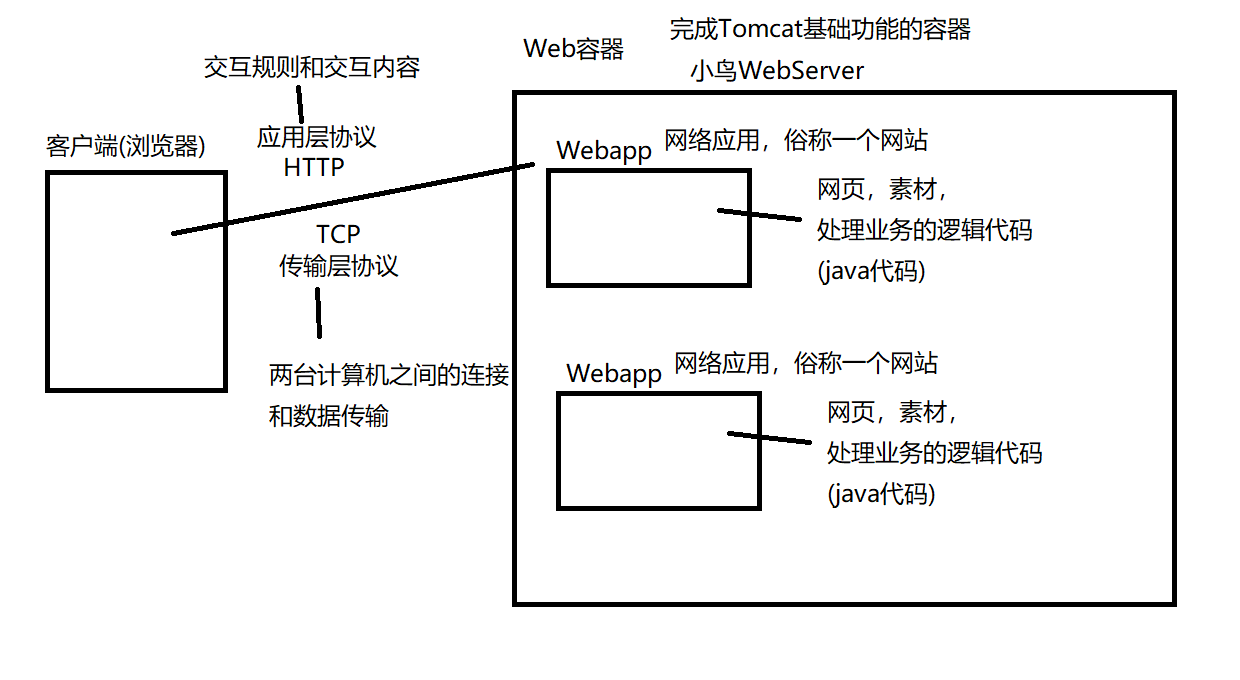 完成Tomcat基础功能的容器
Web容器
小鸟WebServer
交互规则和交互内容
应用层协议
HTTP
客户端(浏览器)
TCP
传输层协议
两台计算机之间的连接
和数据传输
Webapp
网络应用，俗称一个网站
网页，素材，
处理业务的逻辑代码
(java代码)
Webapp
网络应用，俗称一个网站
网页，素材，
处理业务的逻辑代码
(java代码)